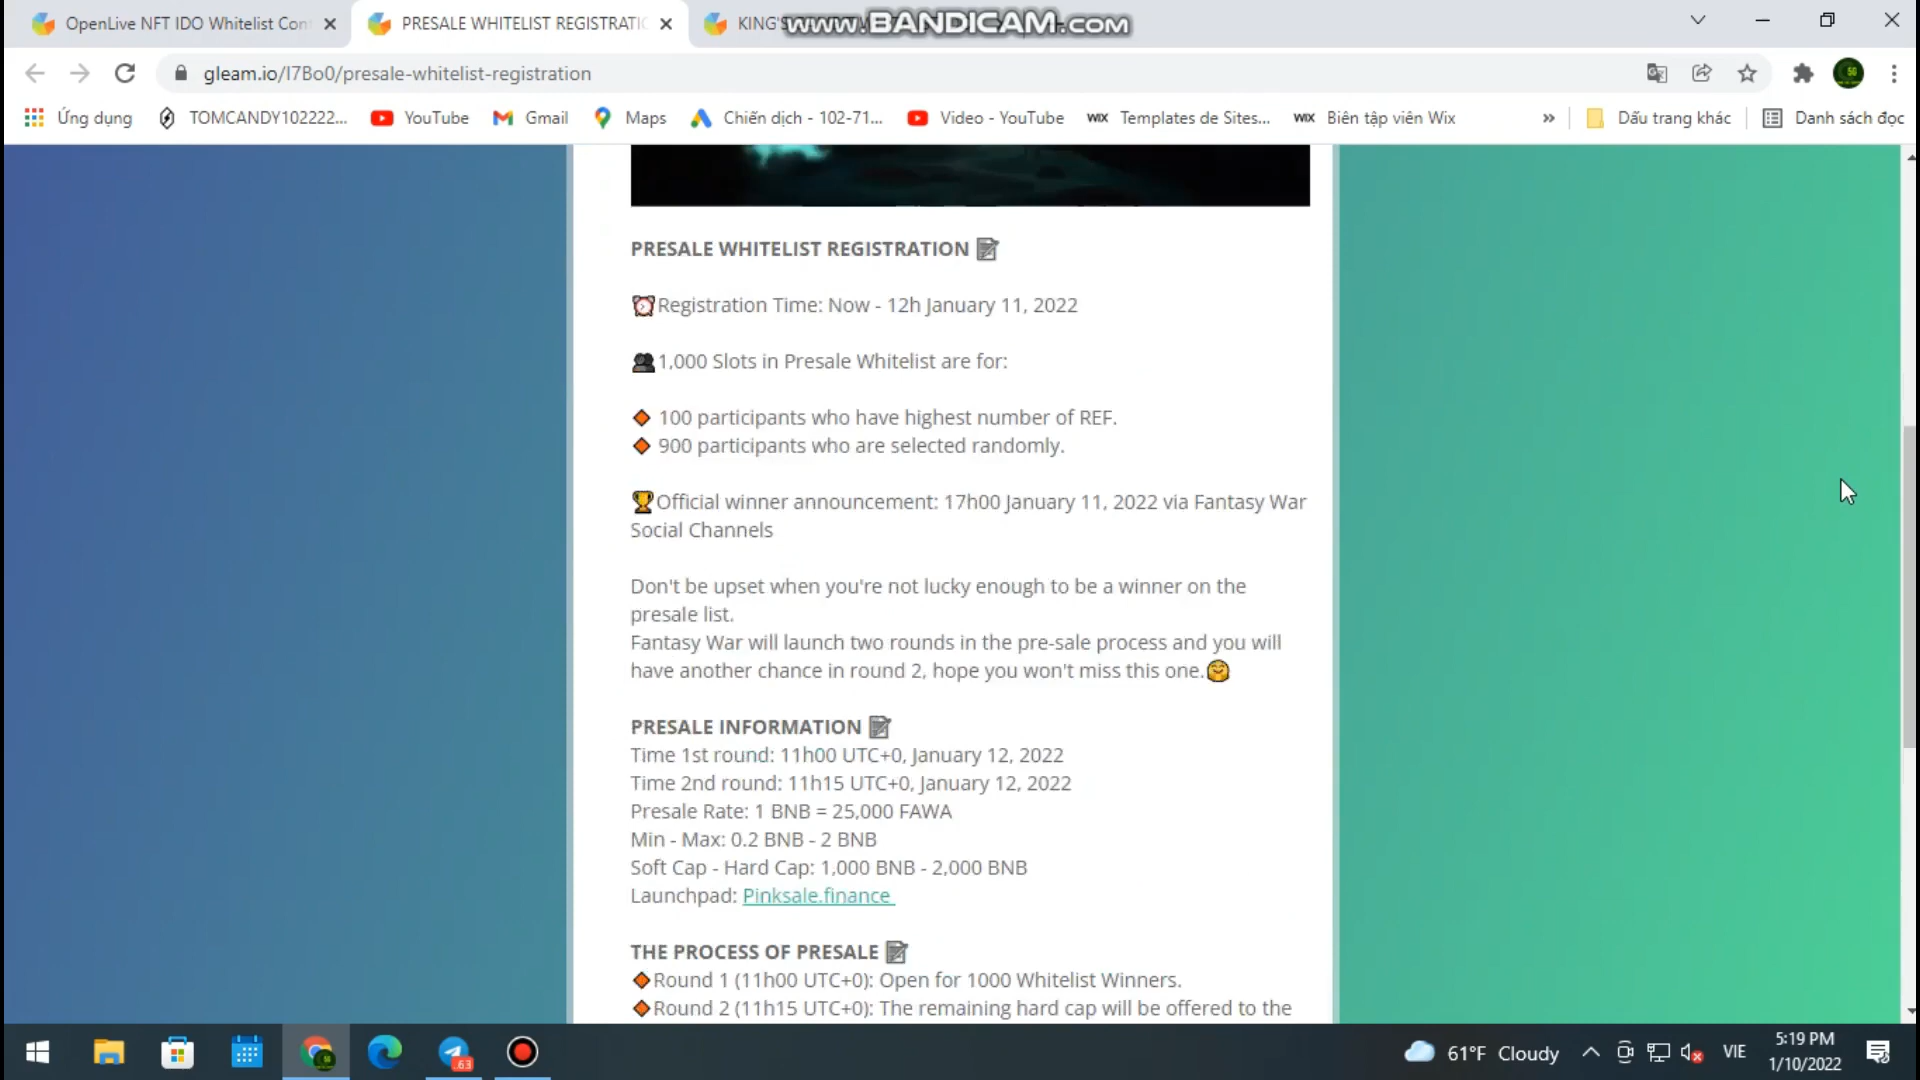 OpenLive NFT IDO Whitelist Con
PRESALE WHITELIST REGISTRATIO
KING'S
www.BANDICAM.com
gleam.io/I7Bo0/presale-whitelist-registration
Ứng dụng
TOMCANDY102222...
YouTube
Gmail
Maps
Chiến dịch - 102-71...
Video - YouTube
WIX Templates de Sites...
WIX Biên tập viên Wix
»
Dấu trang khác
Danh sách đọc
PRESALE WHITELIST REGISTRATION 📝
⏰Registration Time: Now - 12h January 11, 2022
👥1,000 Slots in Presale Whitelist are for:
🔸 100 participants who have highest number of REF.
🔸 900 participants who are selected randomly.
🏆Official winner announcement: 17h00 January 11, 2022 via Fantasy War
Social Channels
Don't be upset when you're not lucky enough to be a winner on the
presale list.
Fantasy War will launch two rounds in the pre-sale process and you will
have another chance in round 2, hope you won't miss this one.🤗
PRESALE INFORMATION 📝
Time 1st round: 11h00 UTC+0, January 12, 2022
Time 2nd round: 11h15 UTC+0, January 12, 2022
Presale Rate: 1 BNB = 25,000 FAWA
Min - Max: 0.2 BNB - 2 BNB
Soft Cap - Hard Cap: 1,000 BNB - 2,000 BNB
Launchpad: Pinksale.finance
THE PROCESS OF PRESALE 📝
🔸Round 1 (11h00 UTC+0): Open for 1000 Whitelist Winners.
🔸Round 2 (11h15 UTC+0): The remaining hard cap will be offered to the
63
61°F Cloudy
VIE
5:19 PM
1/10/2022